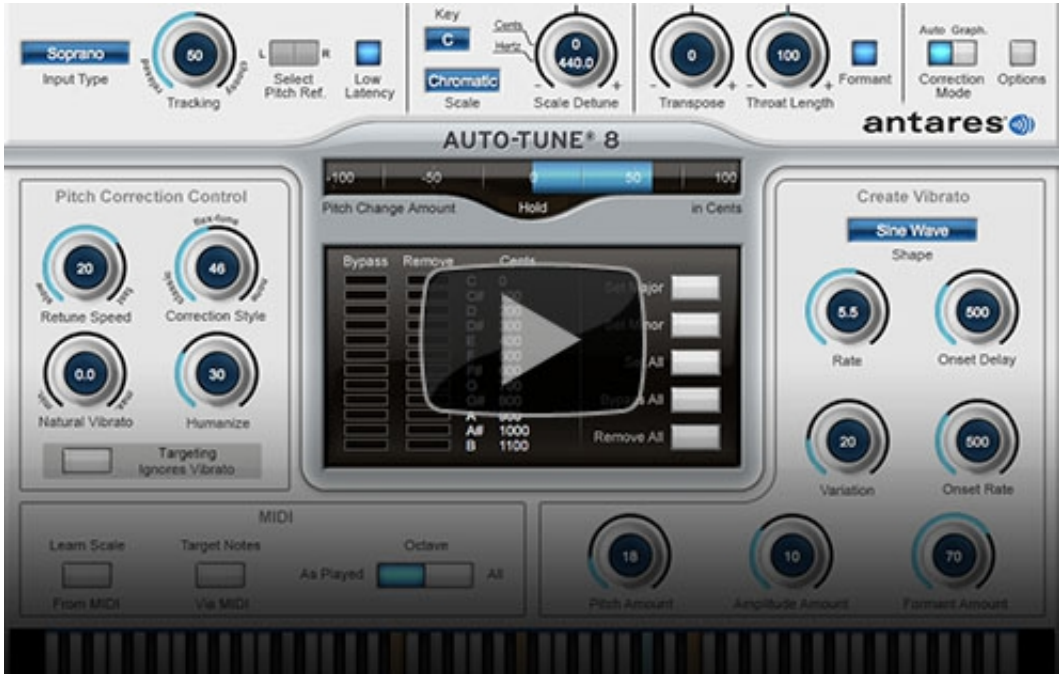 Soprano
Input Type
relaxed
50
choosy
Tracking
L
R
Select
Pitch Ref.
Low
Latency
Key
C
Chromatic
Scale
Cents
Hertz
0
440.0
- +
Scale Detune
0
- +
Transpose
100
- +
Throat Length
Formant
Auto Graph.
Correction
Mode
Options
antares
AUTO-TUNE® 8
-100 -50 0 50 100
Pitch Change Amount Hold in Cents
Pitch Correction Control
20
slow
fast
Retune Speed
flex-tune
46
classic
none
Correction Style
0.0
min
max
Natural Vibrato
30
Humanize
Targeting
Ignores Vibrato
Bypass Remove Cents
C 0
C#
D
D#
E
G#
A 900
A# 1000
B 1100
Set Major
Set Minor
Set All
Bypass All
Remove All
Create Vibrato
Sine Wave
Shape
5.5
Rate
500
Onset Delay
20
Variation
500
Onset Rate
MIDI
Learn Scale
From MIDI
Target Notes
Via MIDI
Octave
As Played All
18
Pitch Amount
10
Amplitude Amount
70
Formant Amount